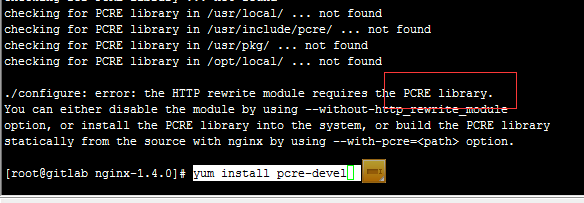 checking for PCRE library in /usr/local/ ... not found
checking for PCRE library in /usr/include/pcre/ ... not found
checking for PCRE library in /usr/pkg/ ... not found
checking for PCRE library in /opt/local/ ... not found
./configure: error: the HTTP rewrite module requires the PCRE library.
You can either disable the module by using --without-http_rewrite_module
option, or install the PCRE library into the system, or build the PCRE library
statically from the source with nginx by using --with-pcre=<path> option.
[root@gitlab nginx-1.4.0]# yum install pcre-devel